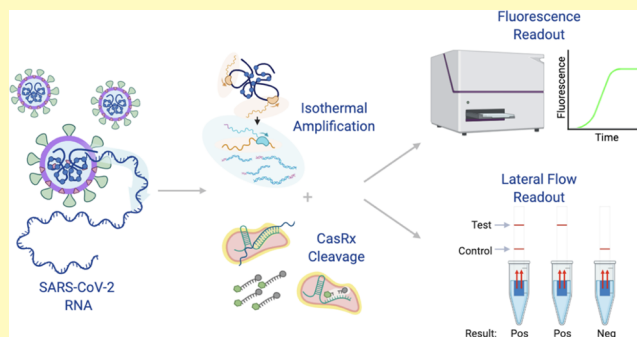 SARS-CoV-2
RNA
Isothermal
Amplification
+
CasRx
Cleavage
Fluorescence
Readout
Fluorescence
Time
Lateral Flow
Readout
Test
Control
Result: Pos Pos Neg